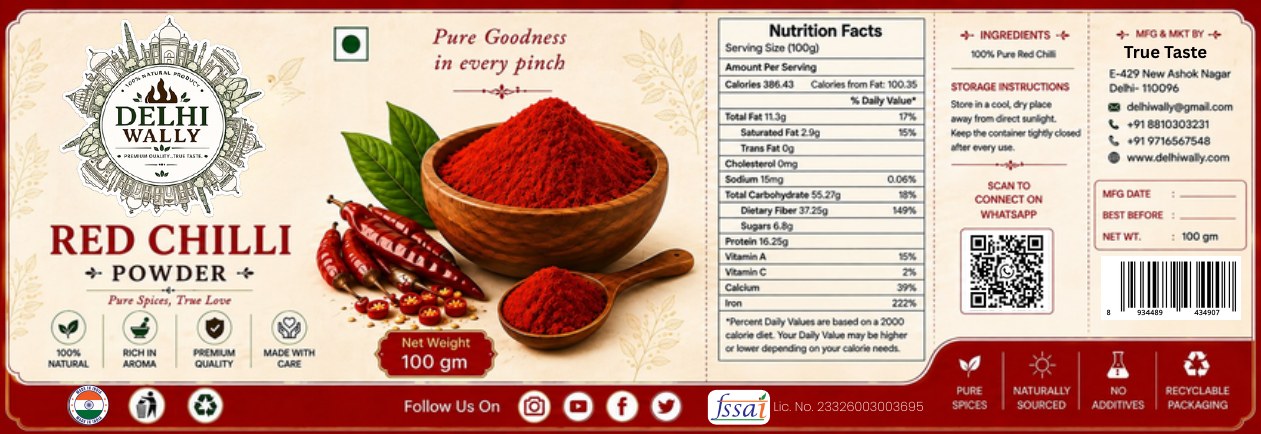 100% NATURAL PRODUCT
DELHI
WALLY
PREMIUM QUALITY...TRUE TASTE.
RED CHILLI
POWDER
Pure Spices, True Love
100%
NATURAL
RICH IN
AROMA
PREMIUM
QUALITY
MADE WITH
CARE
Pure Goodness
in every pinch
Net Weight
100 gm
Nutrition Facts
Serving Size (100g)
Amount Per Serving
Calories 386.43 Calories from Fat: 100.35
% Daily Value*
Total Fat 11.3g 17%
Saturated Fat 2.9g 15%
Trans Fat 0g
Cholesterol 0mg
Sodium 15mg 0.06%
Total Carbohydrate 55.27g 18%
Dietary Fiber 37.25g 149%
Sugars 6.8g
Protein 16.25g
Vitamin A 15%
Vitamin C 2%
Calcium 39%
Iron 222%
*Percent Daily Values are based on a 2000
calorie diet. Your Daily Value may be higher
or lower depending on your calorie needs.
INGREDIENTS
100% Pure Red Chilli
STORAGE INSTRUCTIONS
Store in a cool, dry place
away from direct sunlight.
Keep the container tightly closed
after every use.
SCAN TO
CONNECT ON
WHATSAPP
MFG & MKT BY
True Taste
E-429 New Ashok Nagar
Delhi- 110096
delhiwally@gmail.com
+91 8810303231
+91 9716567548
www.delhiwally.com
MFG DATE :
BEST BEFORE :
NET WT. : 100 gm
8 934489 434907
Follow Us On
fssai Lic. No. 23326003003695
PURE
SPICES
NATURALLY
SOURCED
NO
ADDITIVES
RECYCLABLE
PACKAGING